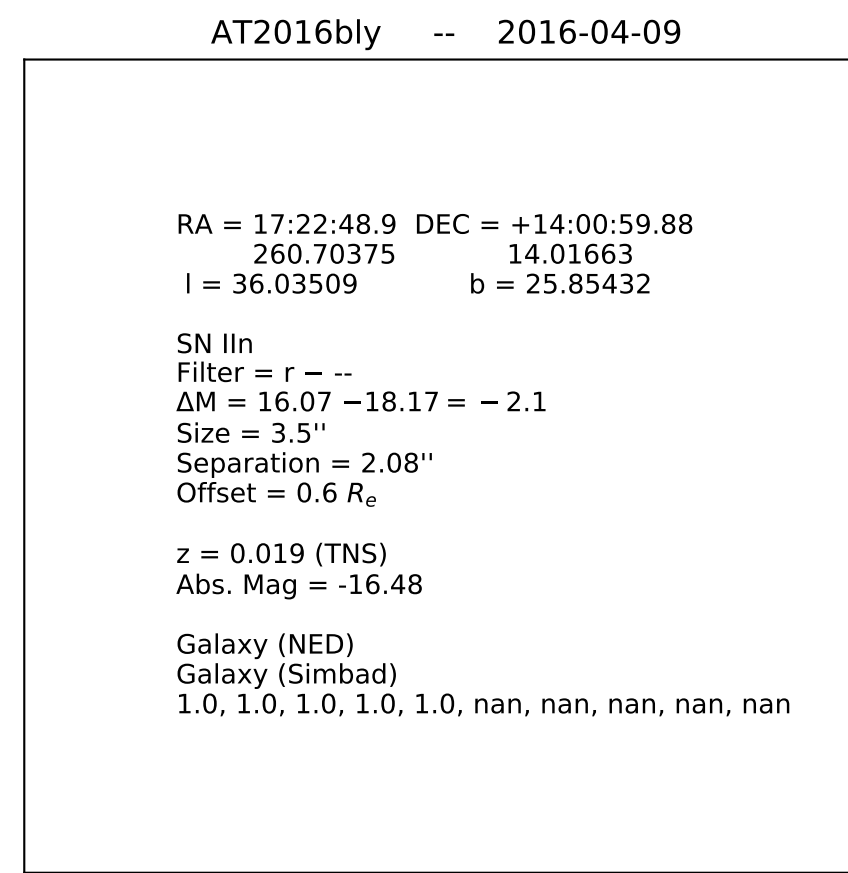 AT2016bly -- 2016-04-09
RA = 17:22:48.9 DEC = +14:00:59.88
260.70375 14.01663
l = 36.03509 b = 25.85432
SN IIn
Filter = r − --
ΔM = 16.07 −18.17 = − 2.1
Size = 3.5''
Separation = 2.08''
Offset = 0.6 Rₑ
z = 0.019 (TNS)
Abs. Mag = -16.48
Galaxy (NED)
Galaxy (Simbad)
1.0, 1.0, 1.0, 1.0, 1.0, nan, nan, nan, nan, nan